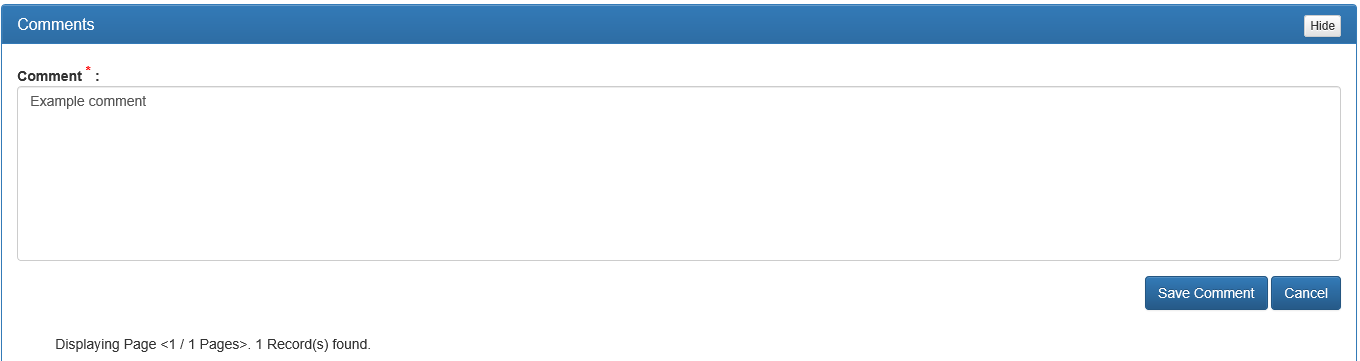 Comments
Hide
Comment * :
Example comment
Save Comment Cancel
Displaying Page <1 / 1 Pages>. 1 Record(s) found.